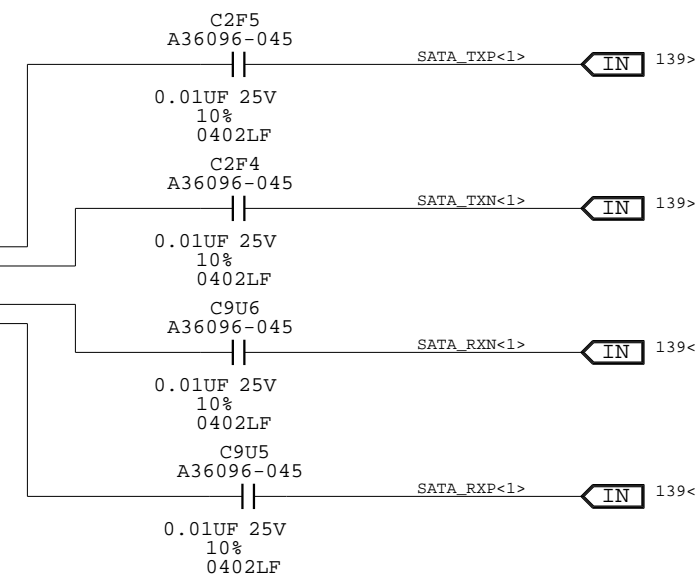 C2F5
A36096-045
SATA_TXP<1>
IN
139>
0.01UF 25V
10%
0402LF
C2F4
A36096-045
SATA_TXN<1>
IN
139>
0.01UF 25V
10%
0402LF
C9U6
A36096-045
SATA_RXN<1>
IN
139<
0.01UF 25V
10%
0402LF
C9U5
A36096-045
SATA_RXP<1>
IN
139<
0.01UF 25V
10%
0402LF